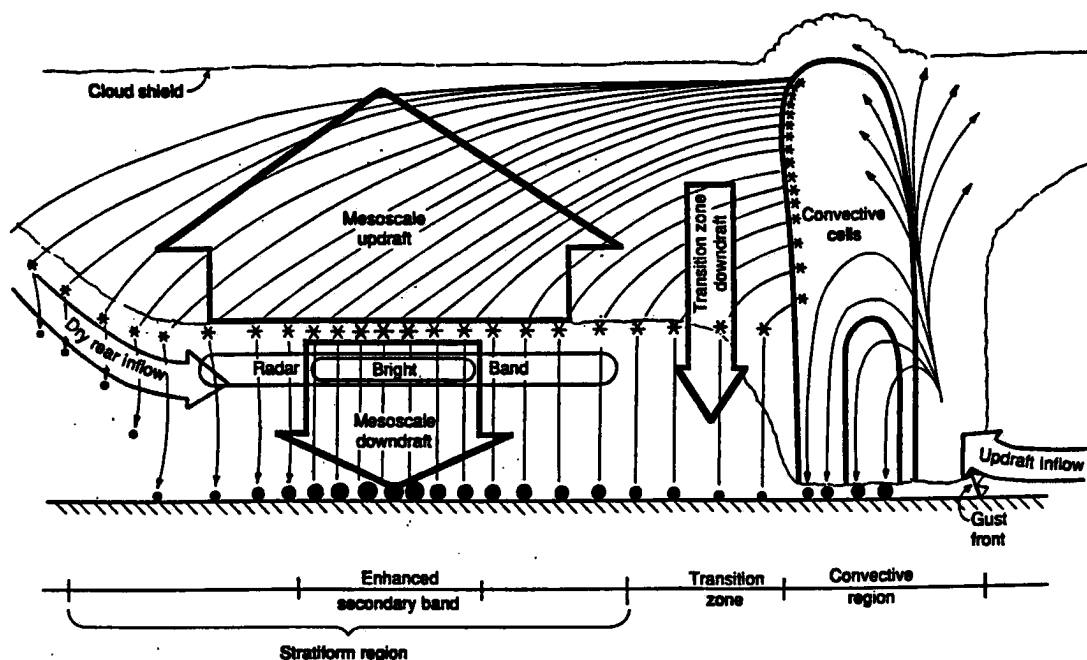 Cloud shield
Mesoscale
updraft
Transition zone
downdraft
Convective
cells
Dry rear inflow
Radar
Bright
Band
Mesoscale
downdraft
Updraft Inflow
Gust
front
Enhanced
secondary band
Transition
zone
Convective
region
Stratiform region